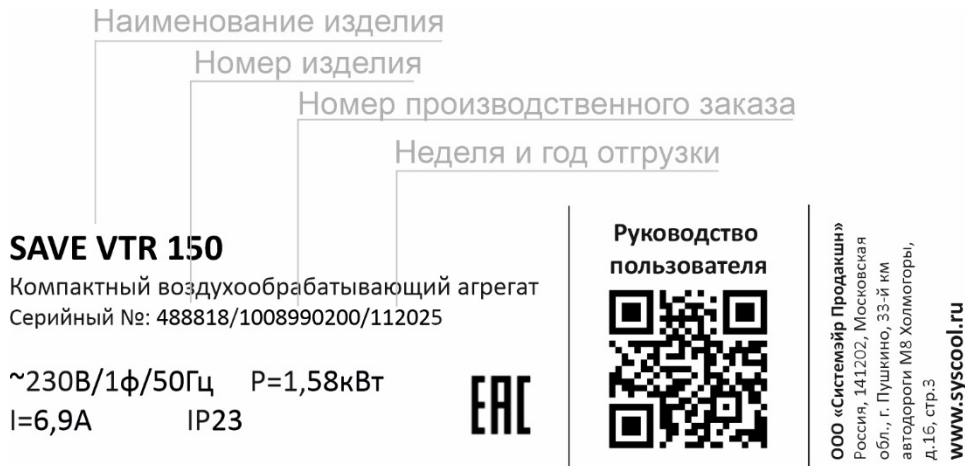 Наименование изделия
Номер изделия
Номер производственного заказа
Неделя и год отгрузки
SAVE VTR 150
Компактный воздухообрабатывающий агрегат
Серийный №: 488818/1008990200/112025
~230В/1ф/50Гц P=1,58кВт
I=6,9А IP23
EAC
Руководство
пользователя
ООО «Системэйр Продакшн»
Россия, 141202, Московская
обл., г. Пушкино, 33-й км
автодороги М8 Холмогоры,
д.16, стр.3
www.syscool.ru